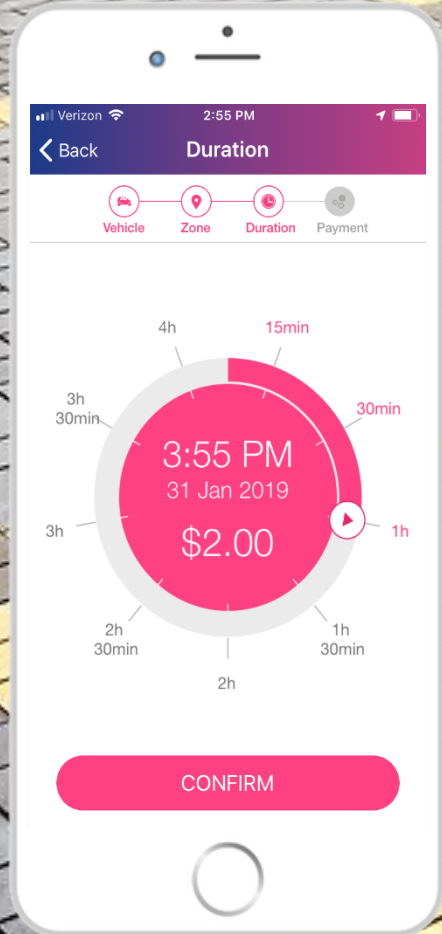 Verizon
2:55 PM
Back
Duration
Vehicle
Zone
Duration
Payment
4h
15min
3h
30min
30min
3:55 PM
31 Jan 2019
$2.00
3h
1h
2h
30min
1h
30min
2h
CONFIRM